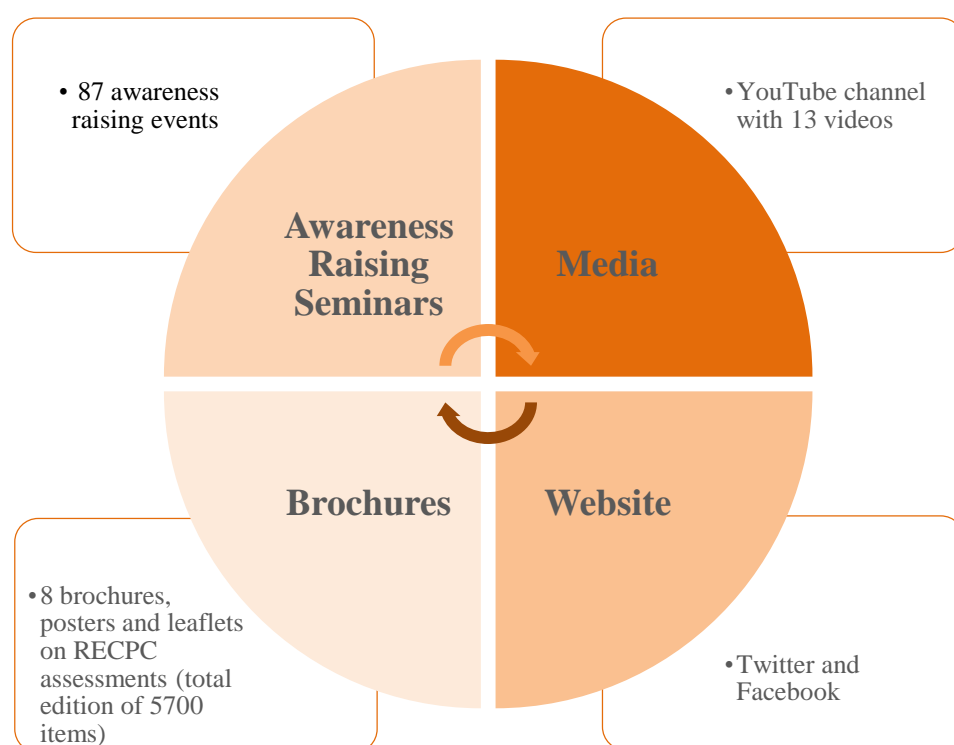 • 87 awareness
raising events
Awareness
Raising
Seminars
•YouTube channel
with 13 videos
Media
•8 brochures,
posters and leaflets
on RECPC
assessments (total
edition of 5700
items)
Brochures
Website
•Twitter and
Facebook